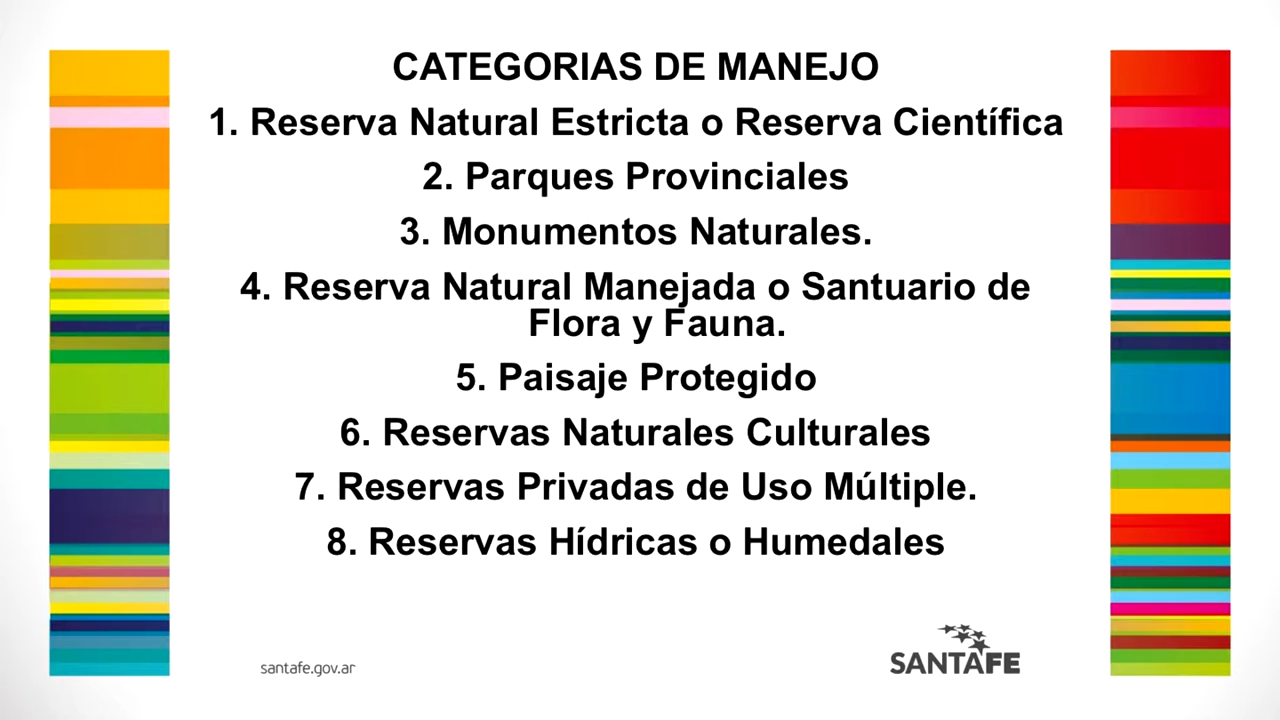 CATEGORIAS DE MANEJO
1. Reserva Natural Estricta o Reserva Científica
2. Parques Provinciales
3. Monumentos Naturales.
4. Reserva Natural Manejada o Santuario de
Flora y Fauna.
5. Paisaje Protegido
6. Reservas Naturales Culturales
7. Reservas Privadas de Uso Múltiple.
8. Reservas Hídricas o Humedales
santafe.gov.ar
SANTAFE